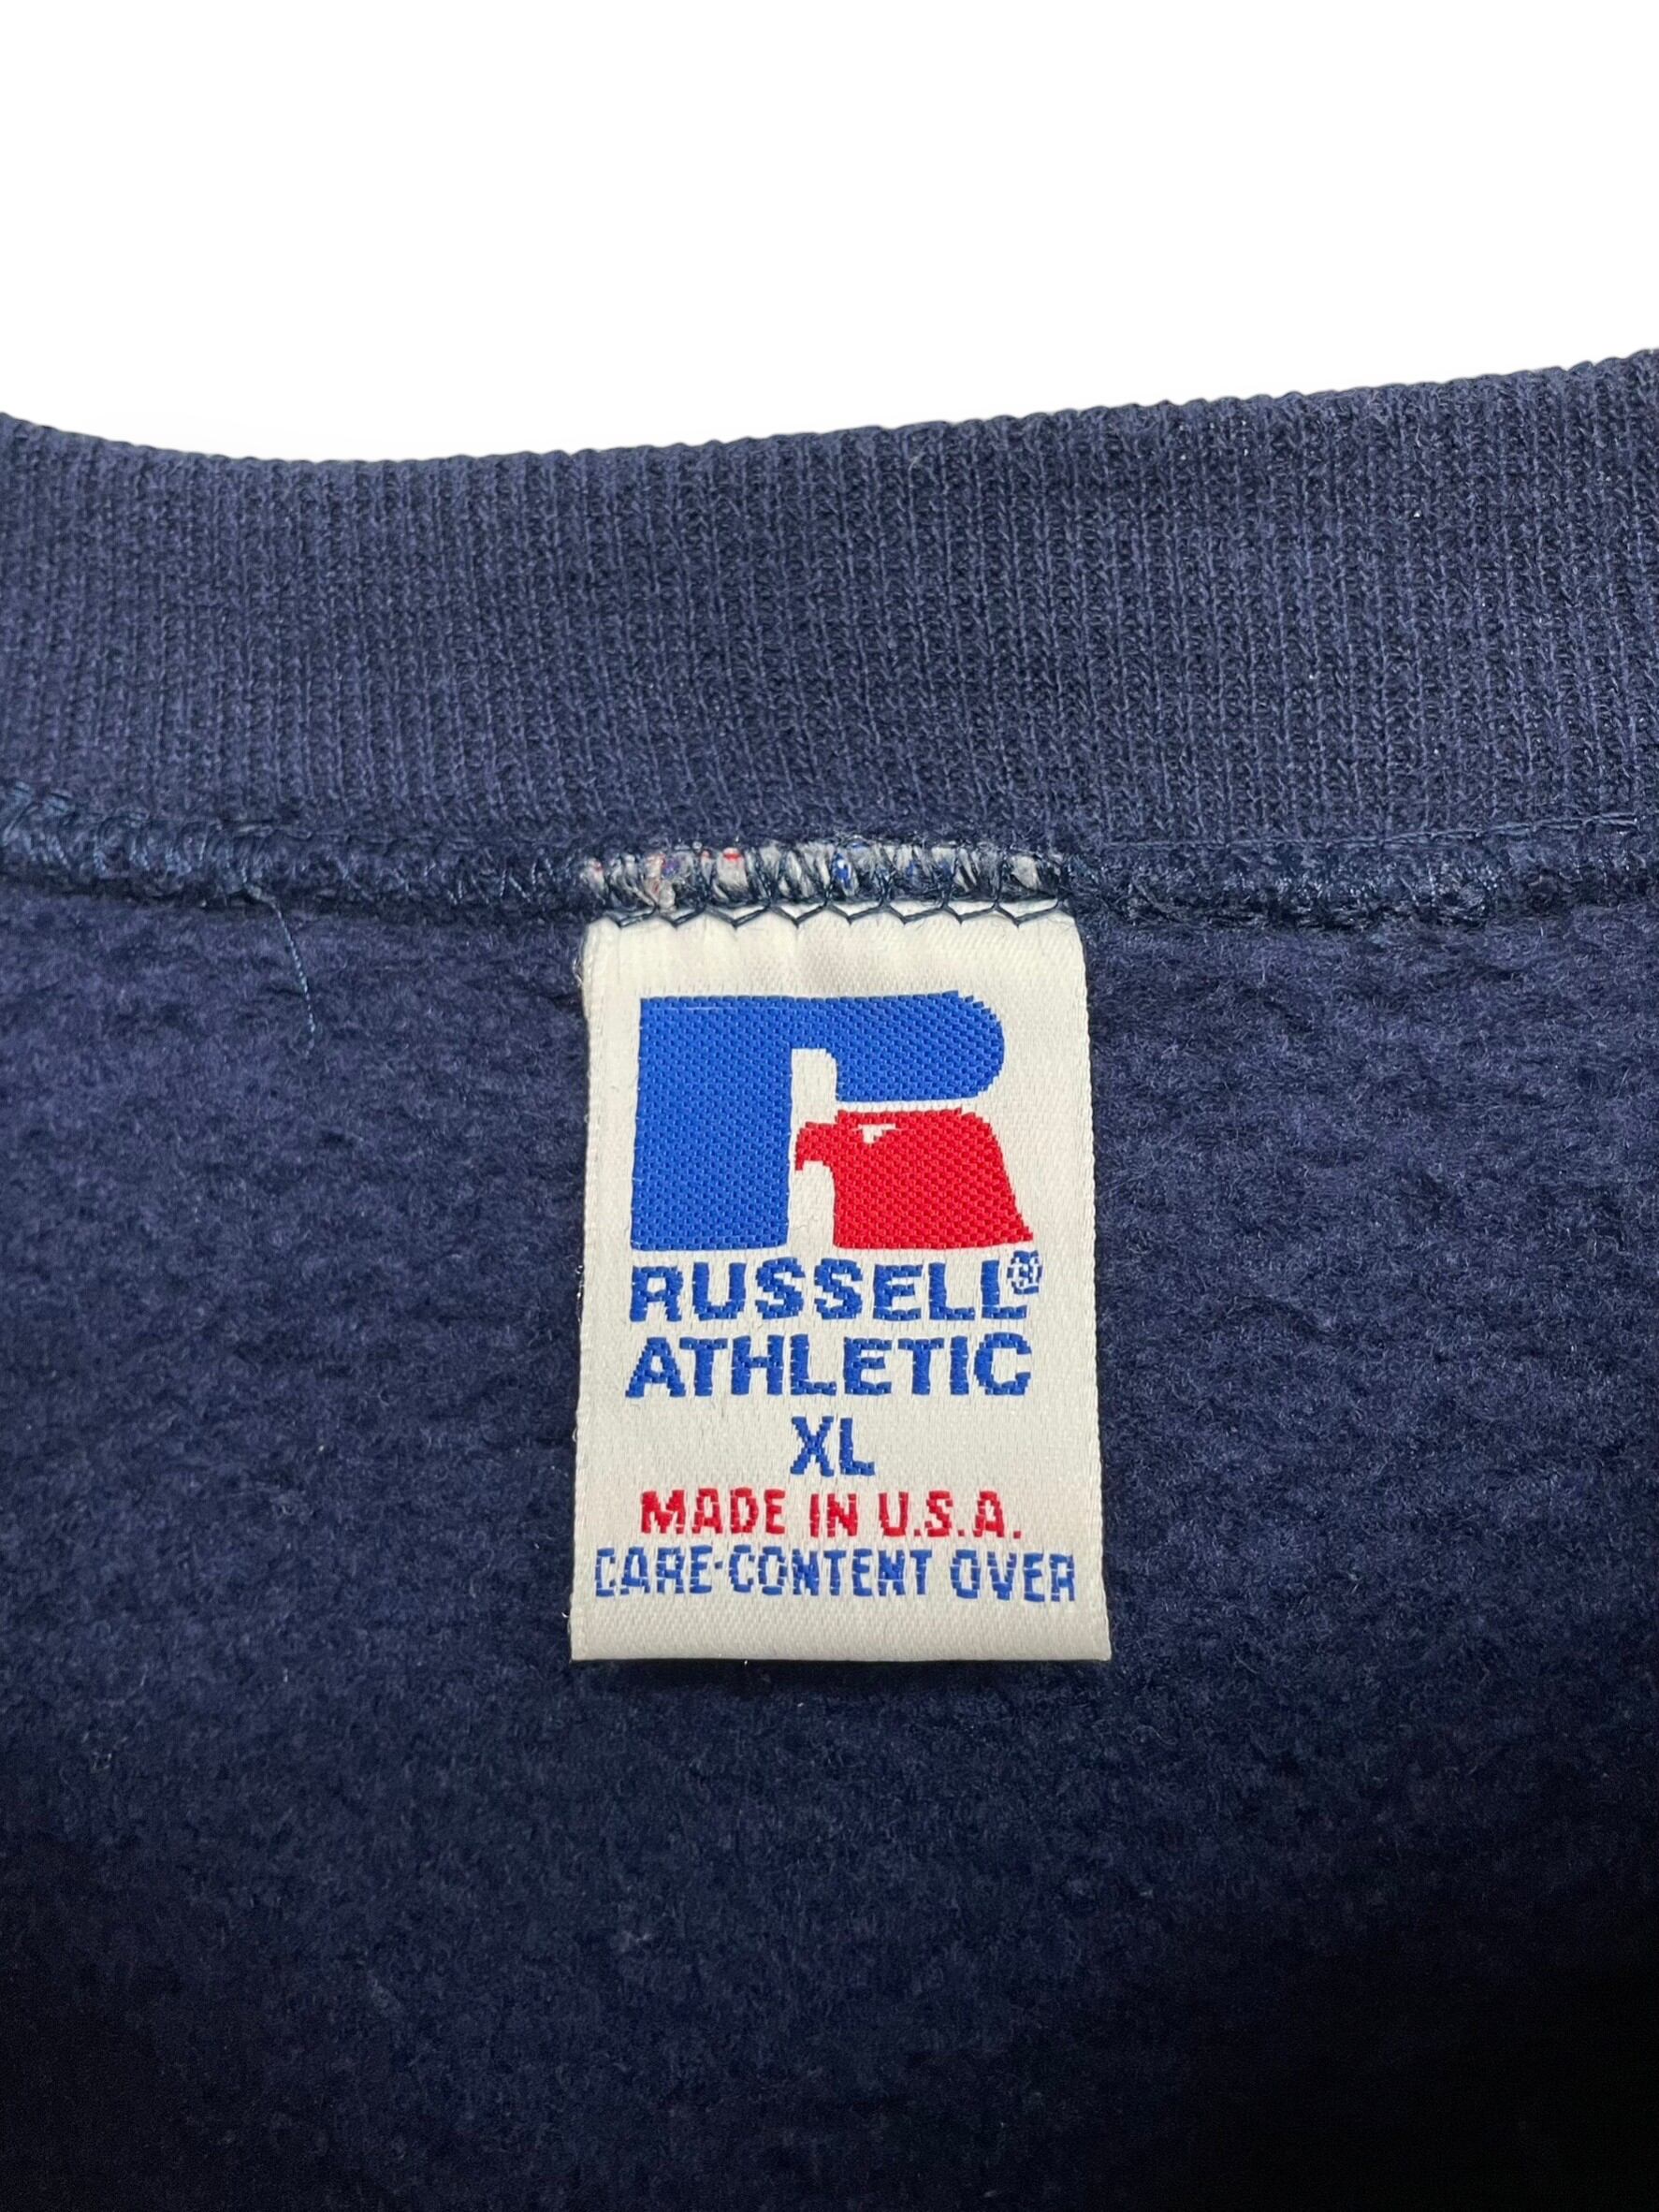 RUSSELL®
ATHLETIC
XL
MADE IN U.S.A.
CARE·CONTENT OVER